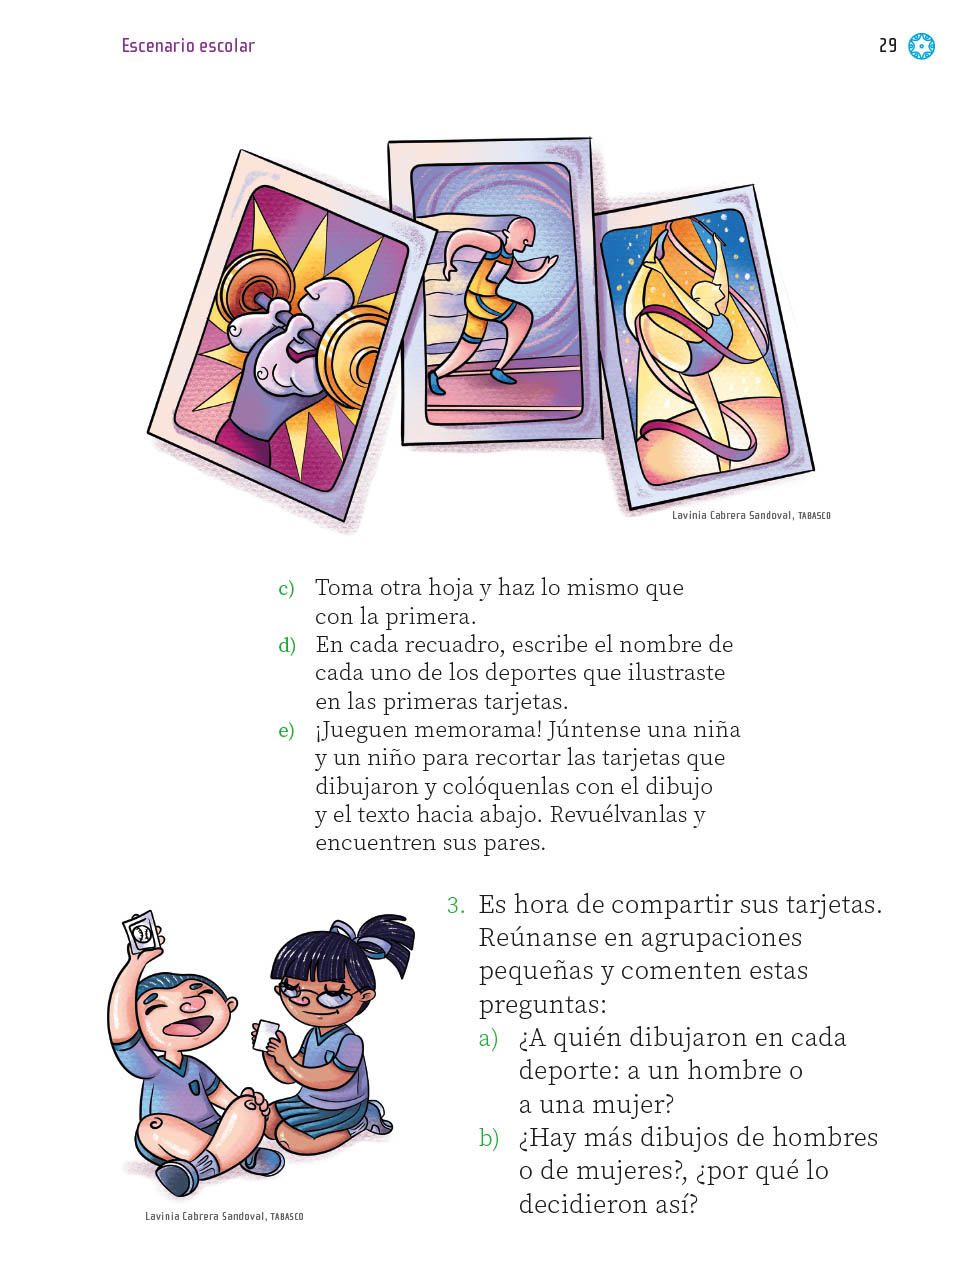 Escenario escolar
29
Lavinia Cabrera Sandoval, TABASCO
c) Toma otra hoja y haz lo mismo que
con la primera.
d) En cada recuadro, escribe el nombre de
cada uno de los deportes que ilustraste
en las primeras tarjetas.
e) ¡Jueguen memorama! Júntense una niña
y un niño para recortar las tarjetas que
dibujaron y colóquenlas con el dibujo
y el texto hacia abajo. Revuélvanlas y
encuentren sus pares.
3. Es hora de compartir sus tarjetas.
Reúnanse en agrupaciones
pequeñas y comenten estas
preguntas:
a) ¿A quién dibujaron en cada
deporte: a un hombre o
a una mujer?
b) ¿Hay más dibujos de hombres
o de mujeres?, ¿por qué lo
decidieron así?
Lavinia Cabrera Sandoval, TABASCO